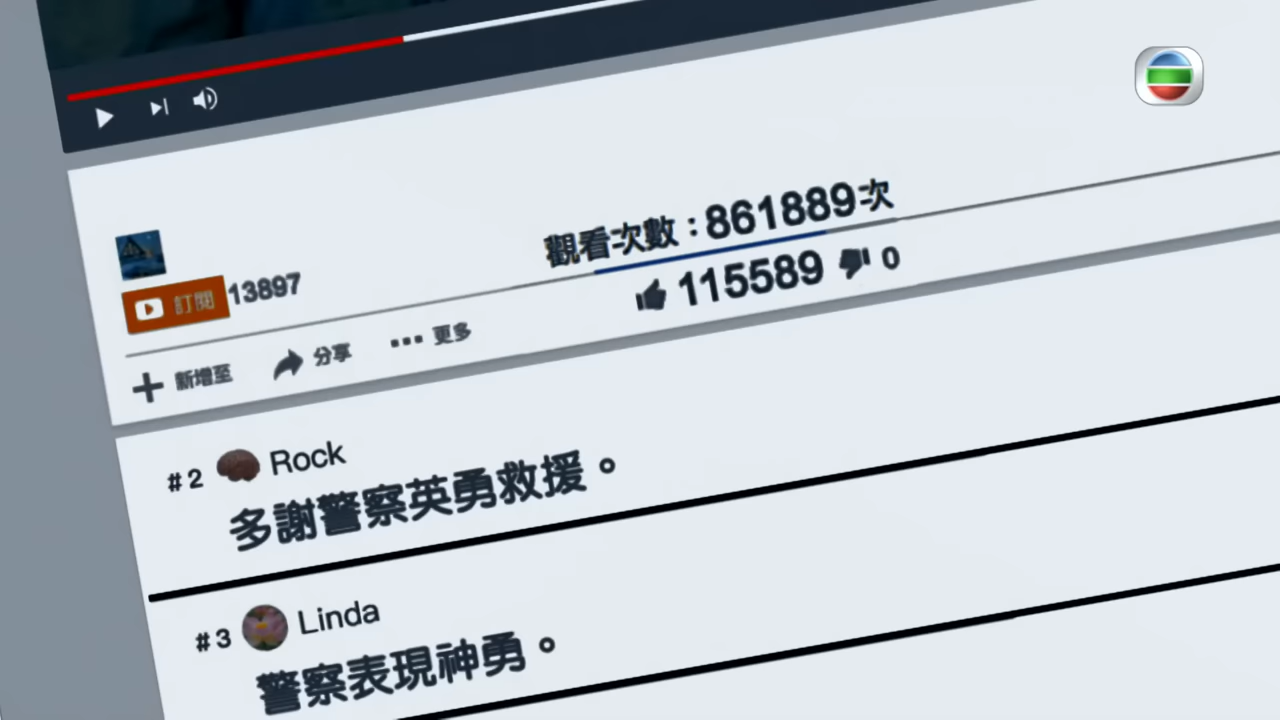 觀看次數：861889次
訂閱 13897
115589 0
新增至 分享 更多
#2 Rock
多謝警察英勇救援。
#3 Linda
警察表現神勇。